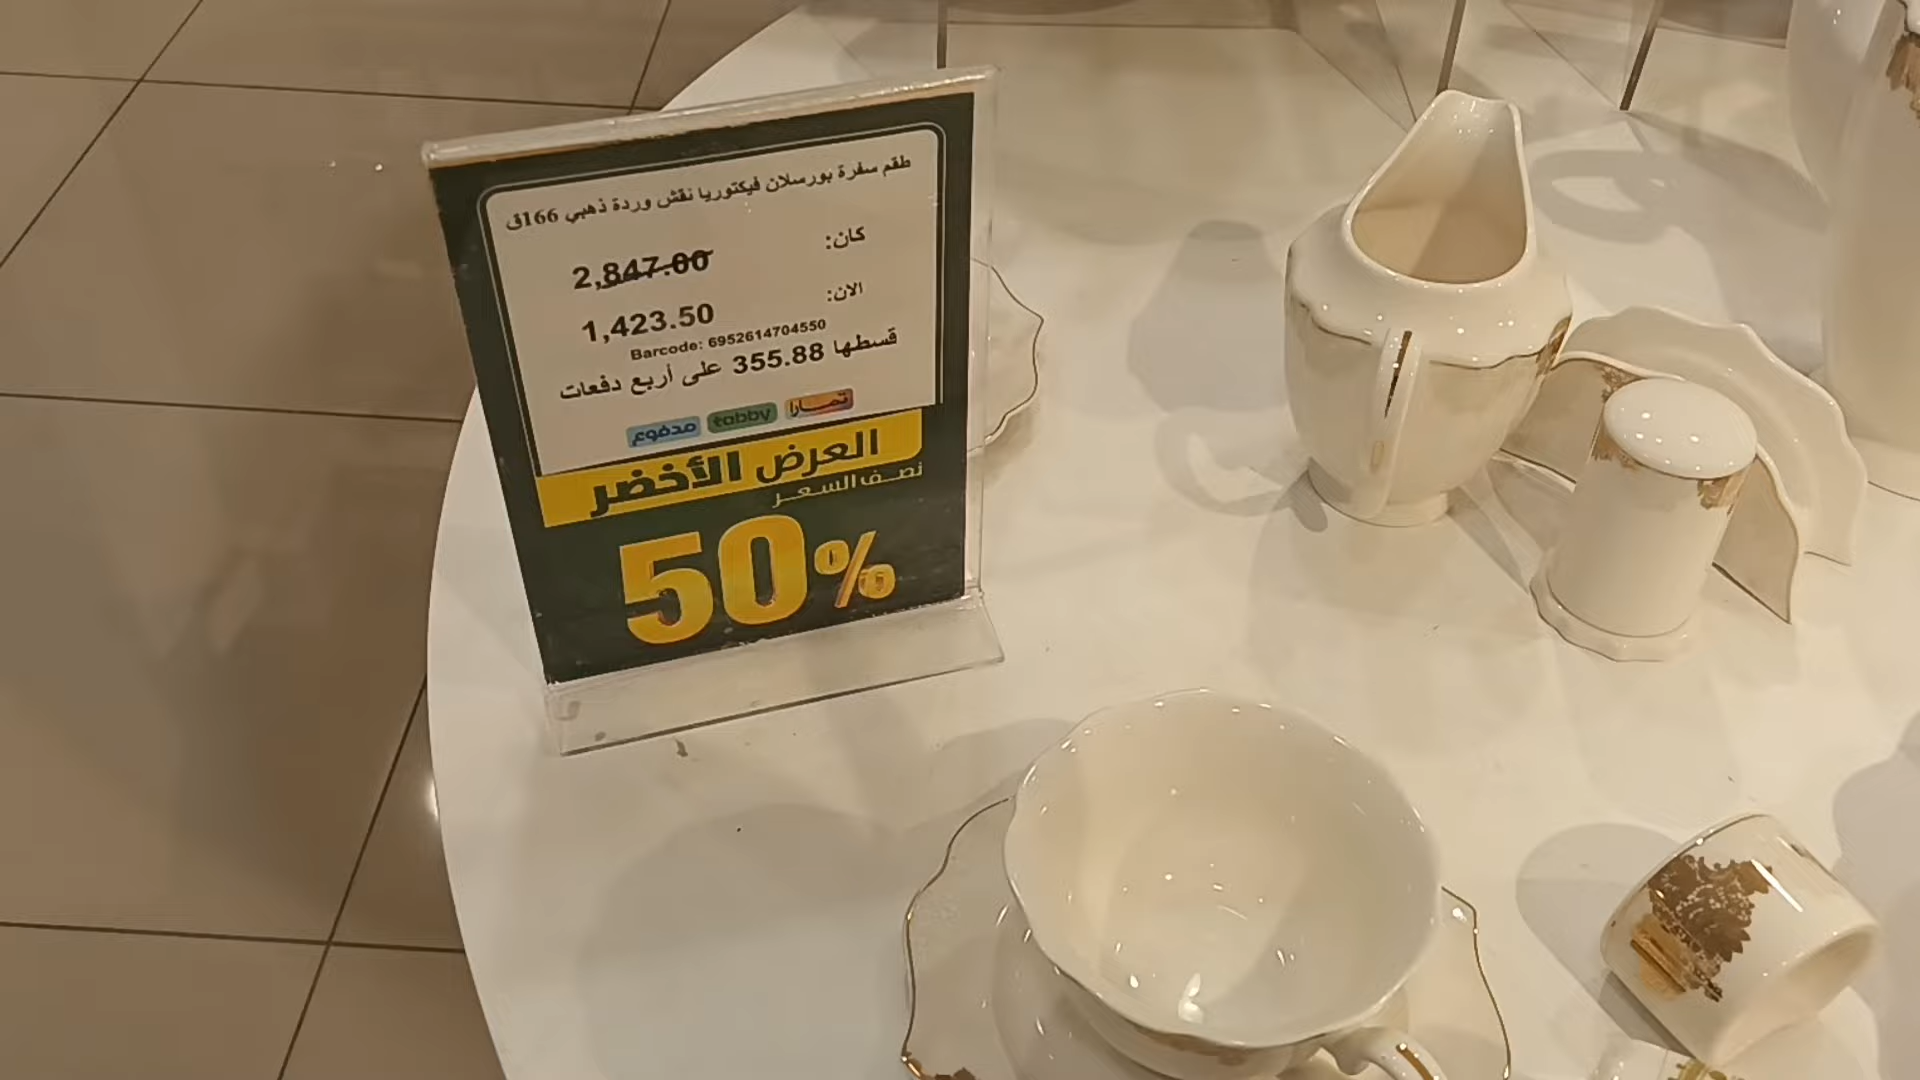 طقم سفرة بورسلان فيكتوريا نقش وردة ذهبي 166ق
كان: 2,847.00
الان: 1,423.50
Barcode: 6952614704550
قسطها 355.88 على أربع دفعات
تمارا tabby مدفوع
العرض الأخضر
نصف السعر
50%